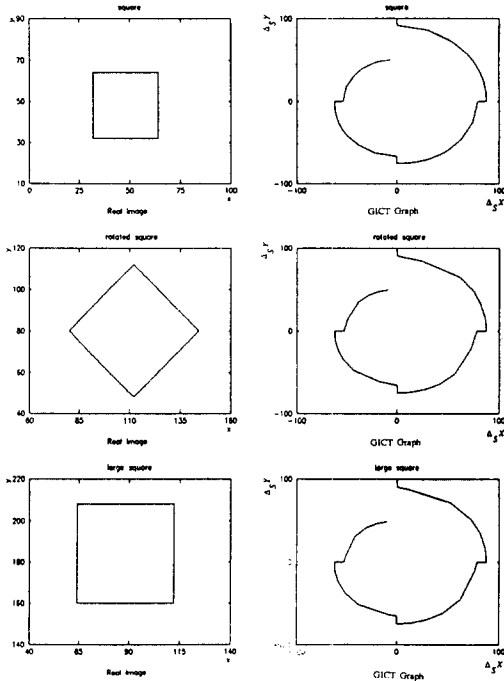 square
square
y
90
70
50
30
10
0 25 50 75 100
x
Real Image
Δ_S Y
100
0
-100
-100 0 100
Δ_S X
GICT Graph
rotated square
rotated square
y
120
100
80
60
40
60 85 110 135 160
x
Real Image
Δ_S Y
100
0
-100
-100 0 100
Δ_S X
GICT Graph
large square
large square
y
220
200
180
160
140
40 65 90 115 140
x
Real Image
Δ_S Y
100
0 100
Δ_S X
GICT Graph